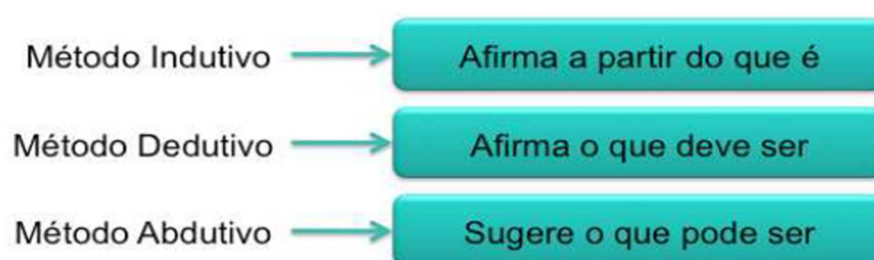 Método Indutivo Afirma a partir do que é
Método Dedutivo Afirma o que deve ser
Método Abdutivo Sugere o que pode ser